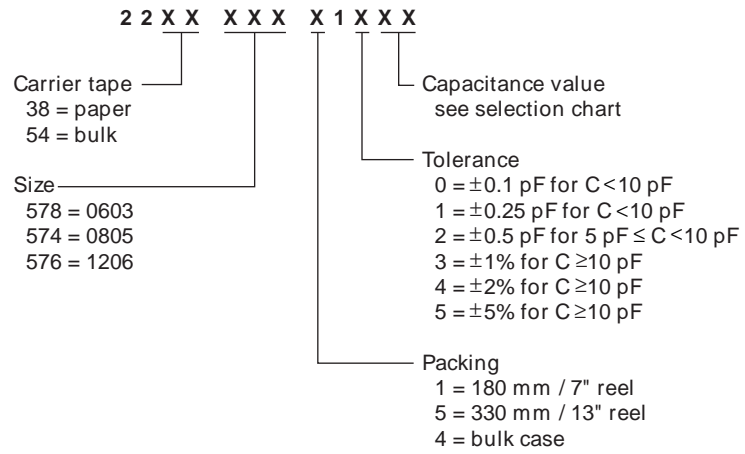 22XX XXX X1XXX
Carrier tape
38 = paper
54 = bulk
Size
578 = 0603
574 = 0805
576 = 1206
Capacitance value
see selection chart
Tolerance
0 = ±0.1 pF for C<10 pF
1 = ±0.25 pF for C<10 pF
2 = ±0.5 pF for 5 pF ≤ C<10 pF
3 = ±1% for C ≥10 pF
4 = ±2% for C ≥10 pF
5 = ±5% for C ≥10 pF
Packing
1 = 180 mm / 7" reel
5 = 330 mm / 13" reel
4 = bulk case